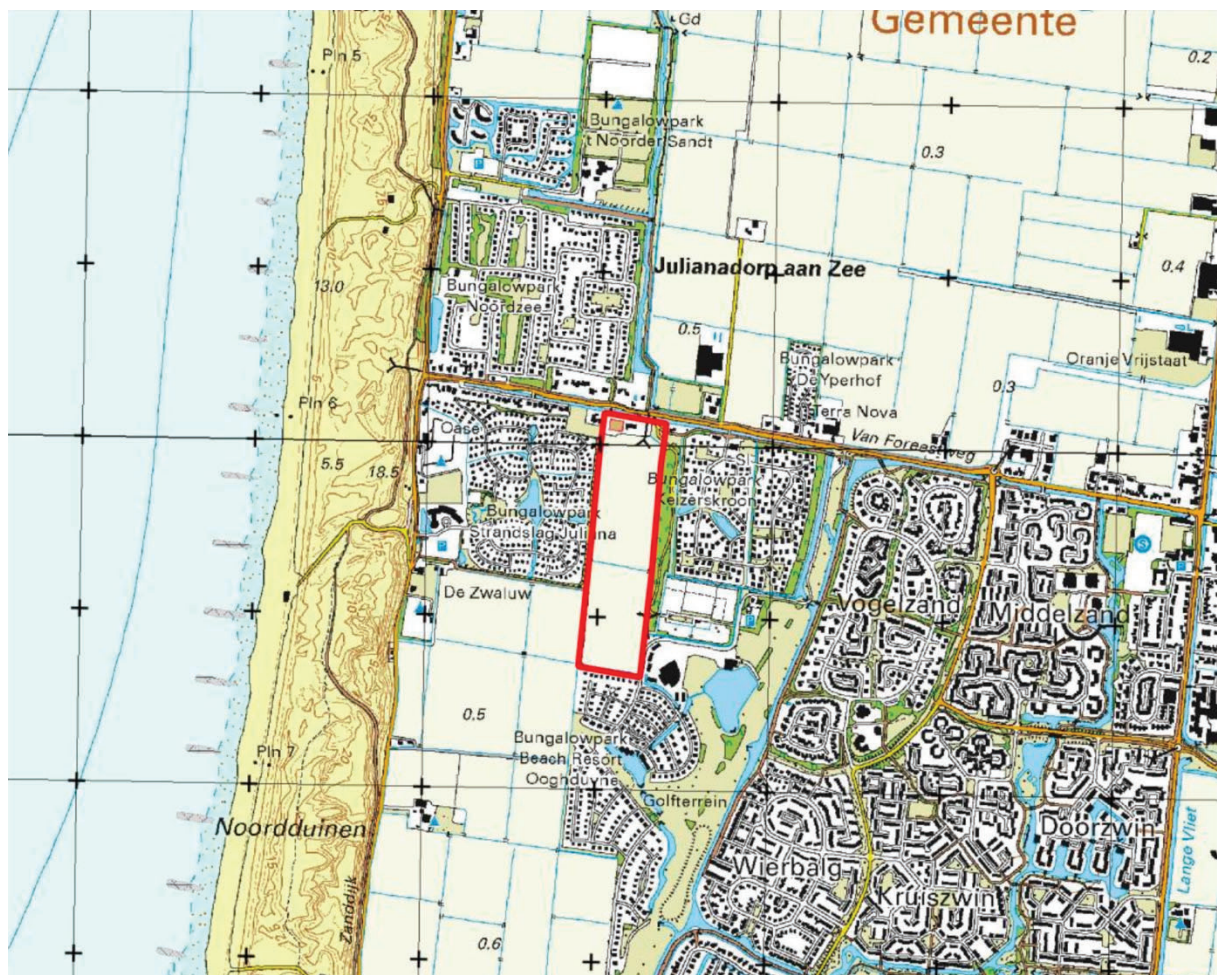 Gemeente
Gd
Pln 5
0.2
Bungalowpark
't Noorder Sandt
P
0.3
Julianadorp aan Zee
13.0
Bungalowpark
Noordzee
0.4
0.5
Oranje Vrijstaat
Bungalowpark
De Yperhof
0.3
Pln 6
Terra Nova
Oase
Van Foreestweg
5.5
18.5
Bungalowpark
Keizerskroon
Bungalowpark
Strandslag Juliana
P
S
P
De Zwaluw
P
Vogelzand
Middelzand
0.5
Bungalowpark
Beach Resort
Ooghduyne
Pln 7
Golfterrein
Noordduinen
Doorzwin
Lange Vliet
Wierbalg
Kruiszwin
Zanddijk
0.6